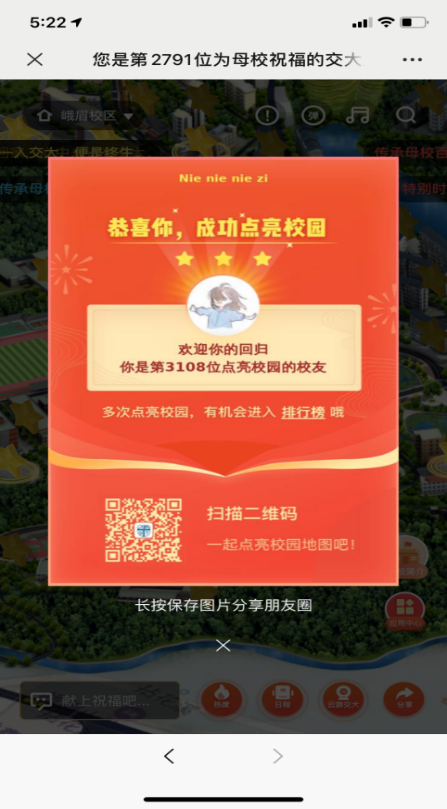 5:22
您是第2791位为母校祝福的交大
峨眉校区
弹
一入交大 便是终生
传承母校百
传承母校
特别时
Nie nie nie zi
恭喜你，成功点亮校园
欢迎你的回归
你是第3108位点亮校园的校友
多次点亮校园，有机会进入 排行榜 哦
扫描二维码
一起点亮校园地图吧！
应用中心
长按保存图片分享朋友圈
献上祝福吧...
热度
日程
云游交大
分享